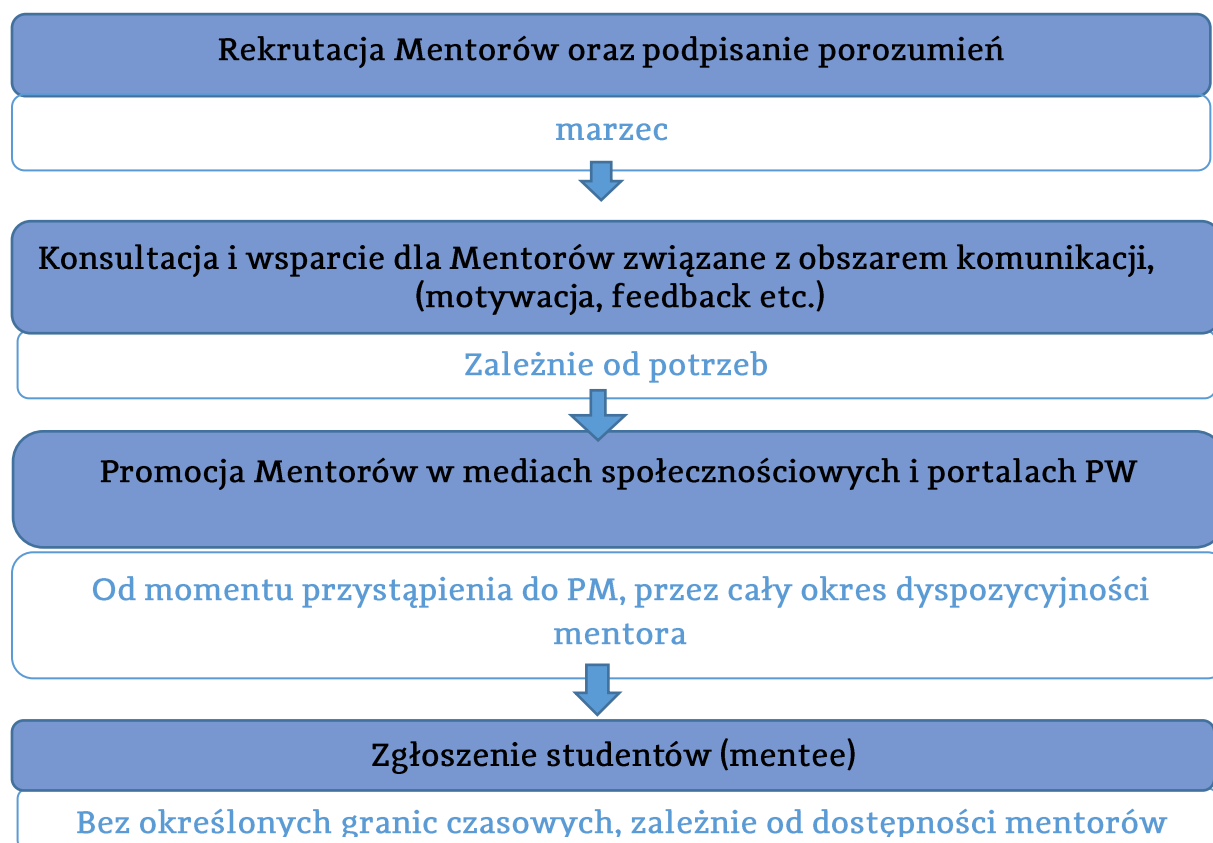 Rekrutacja Mentorów oraz podpisanie porozumień
marzec
Konsultacja i wsparcie dla Mentorów związane z obszarem komunikacji,
(motywacja, feedback etc.)
Zależnie od potrzeb
Promocja Mentorów w mediach społecznościowych i portalach PW
Od momentu przystąpienia do PM, przez cały okres dyspozycyjności
mentora
Zgłoszenie studentów (mentee)
Bez określonych granic czasowych, zależnie od dostępności mentorów